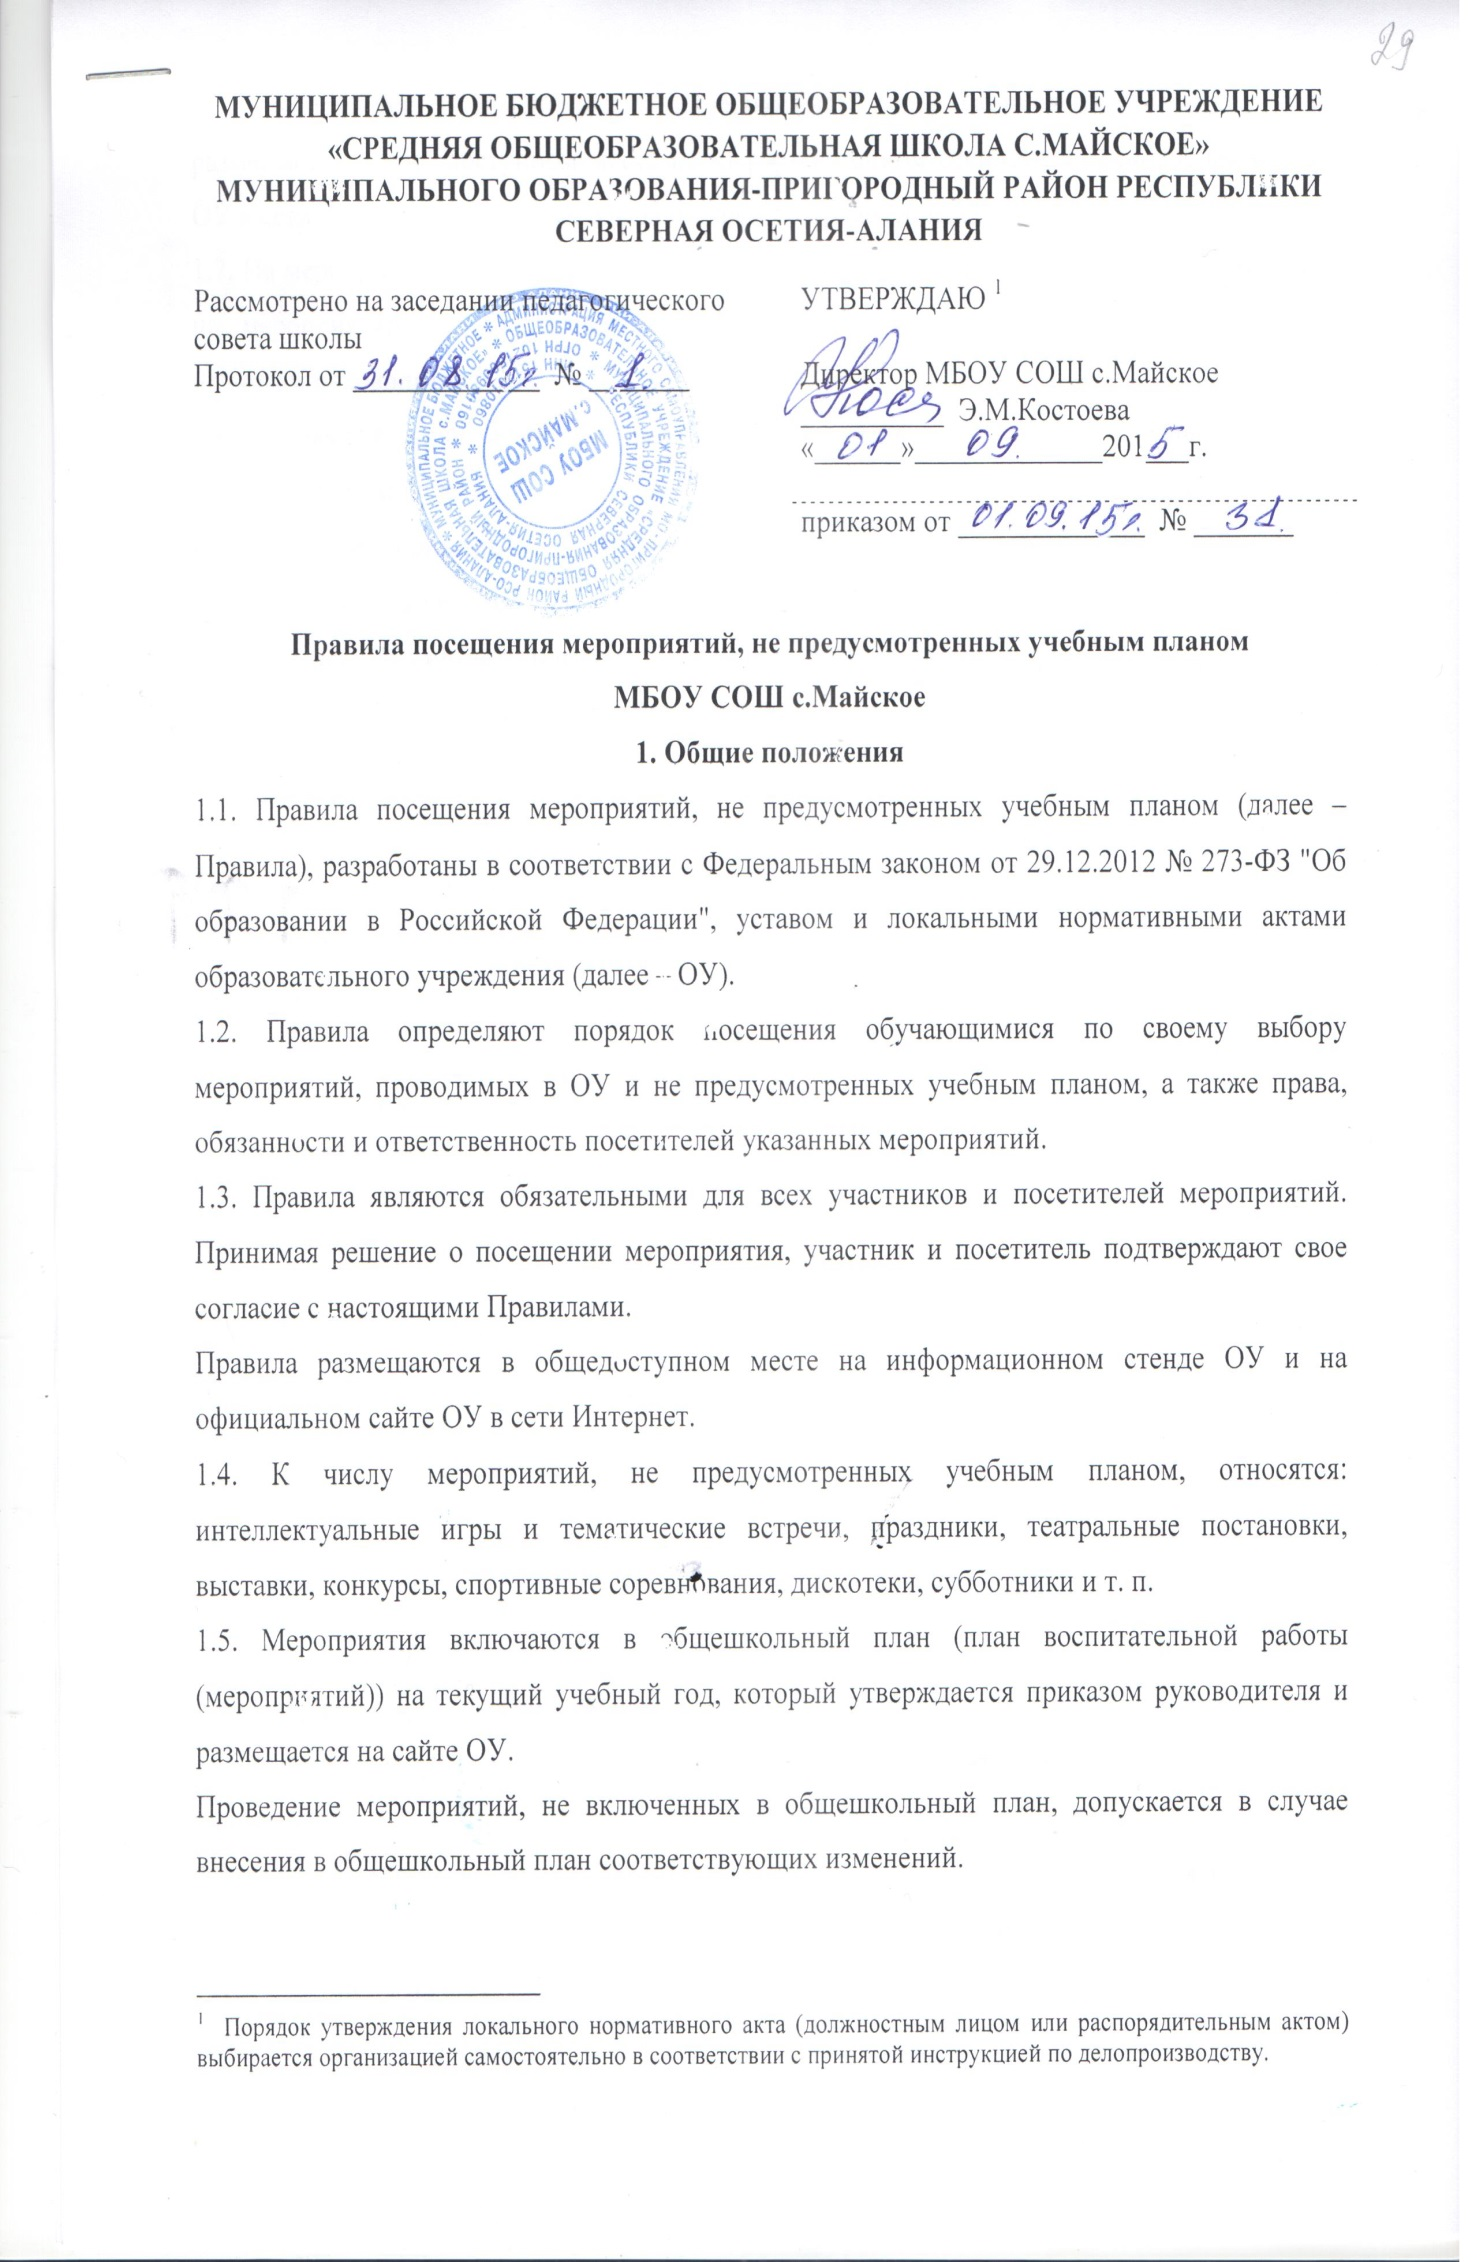 29
МУНИЦИПАЛЬНОЕ БЮДЖЕТНОЕ ОБЩЕОБРАЗОВАТЕЛЬНОЕ УЧРЕЖДЕНИЕ
«СРЕДНЯЯ ОБЩЕОБРАЗОВАТЕЛЬНАЯ ШКОЛА С.МАЙСКОЕ»
МУНИЦИПАЛЬНОГО ОБРАЗОВАНИЯ-ПРИГОРОДНЫЙ РАЙОН РЕСПУБЛИКИ
СЕВЕРНАЯ ОСЕТИЯ-АЛАНИЯ
Рассмотрено на заседании педагогического
совета школы
Протокол от 31.08.15г. № 1.
МБОУ СОШ
С.МАЙСКОЕ
УТВЕРЖДАЮ 1
Директор МБОУ СОШ с.Майское
Э.М.Костоева
«01» 09. 2015 г.
приказом от 01.09.15г. № 31.
Правила посещения мероприятий, не предусмотренных учебным планом
МБОУ СОШ с.Майское
1. Общие положения
1.1. Правила посещения мероприятий, не предусмотренных учебным планом (далее –
Правила), разработаны в соответствии с Федеральным законом от 29.12.2012 № 273-ФЗ "Об
образовании в Российской Федерации", уставом и локальными нормативными актами
образовательного учреждения (далее – ОУ).
1.2. Правила определяют порядок посещения обучающимися по своему выбору
мероприятий, проводимых в ОУ и не предусмотренных учебным планом, а также права,
обязанности и ответственность посетителей указанных мероприятий.
1.3. Правила являются обязательными для всех участников и посетителей мероприятий.
Принимая решение о посещении мероприятия, участник и посетитель подтверждают свое
согласие с настоящими Правилами.
Правила размещаются в общедоступном месте на информационном стенде ОУ и на
официальном сайте ОУ в сети Интернет.
1.4. К числу мероприятий, не предусмотренных учебным планом, относятся:
интеллектуальные игры и тематические встречи, праздники, театральные постановки,
выставки, конкурсы, спортивные соревнования, дискотеки, субботники и т. п.
1.5. Мероприятия включаются в общешкольный план (план воспитательной работы
(мероприятий)) на текущий учебный год, который утверждается приказом руководителя и
размещается на сайте ОУ.
Проведение мероприятий, не включенных в общешкольный план, допускается в случае
внесения в общешкольный план соответствующих изменений.
1 Порядок утверждения локального нормативного акта (должностным лицом или распорядительным актом)
выбирается организацией самостоятельно в соответствии с принятой инструкцией по делопроизводству.